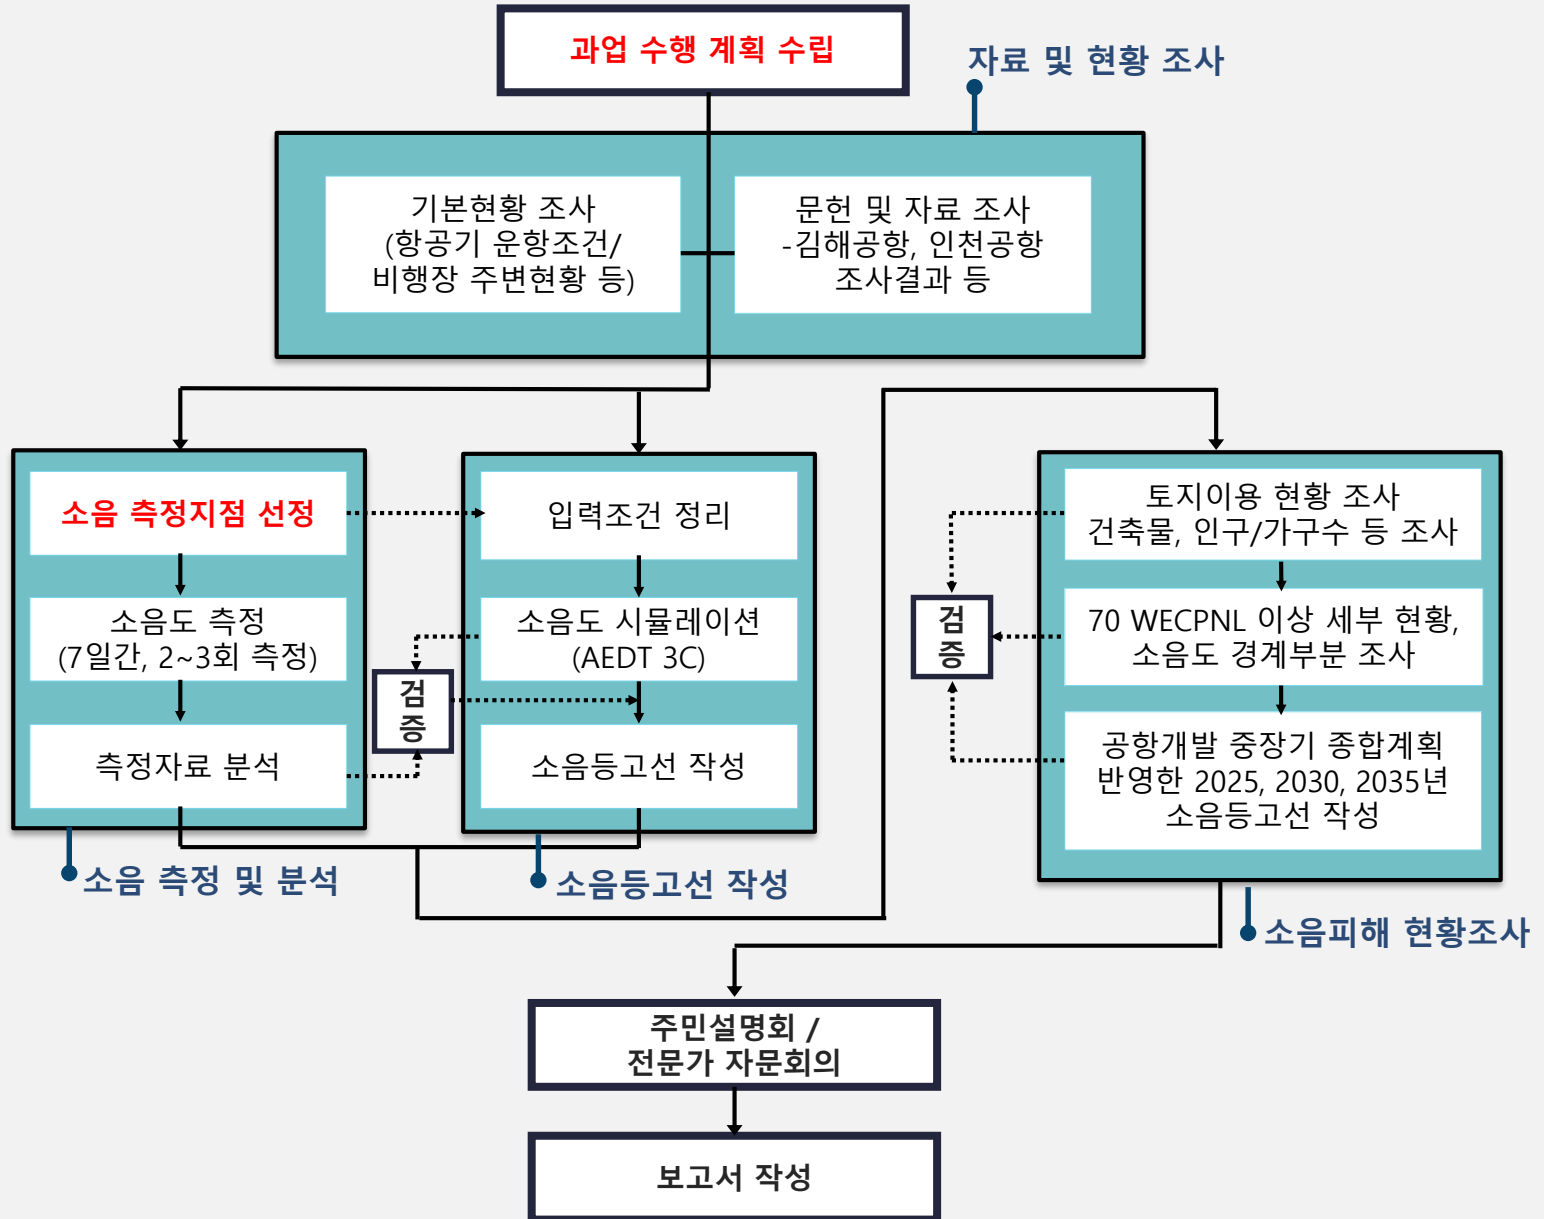 과업 수행 계획 수립
자료 및 현황 조사
기본현황 조사
(항공기 운항조건/
비행장 주변현황 등)
문헌 및 자료 조사
-김해공항, 인천공항
조사결과 등
소음 측정지점 선정
소음도 측정
(7일간, 2~3회 측정)
측정자료 분석
소음 측정 및 분석
검
증
입력조건 정리
소음도 시뮬레이션
(AEDT 3C)
소음등고선 작성
소음등고선 작성
검
증
토지이용 현황 조사
건축물, 인구/가구수 등 조사
70 WECPNL 이상 세부 현황,
소음도 경계부분 조사
공항개발 중장기 종합계획
반영한 2025, 2030, 2035년
소음등고선 작성
소음피해 현황조사
주민설명회 /
전문가 자문회의
보고서 작성